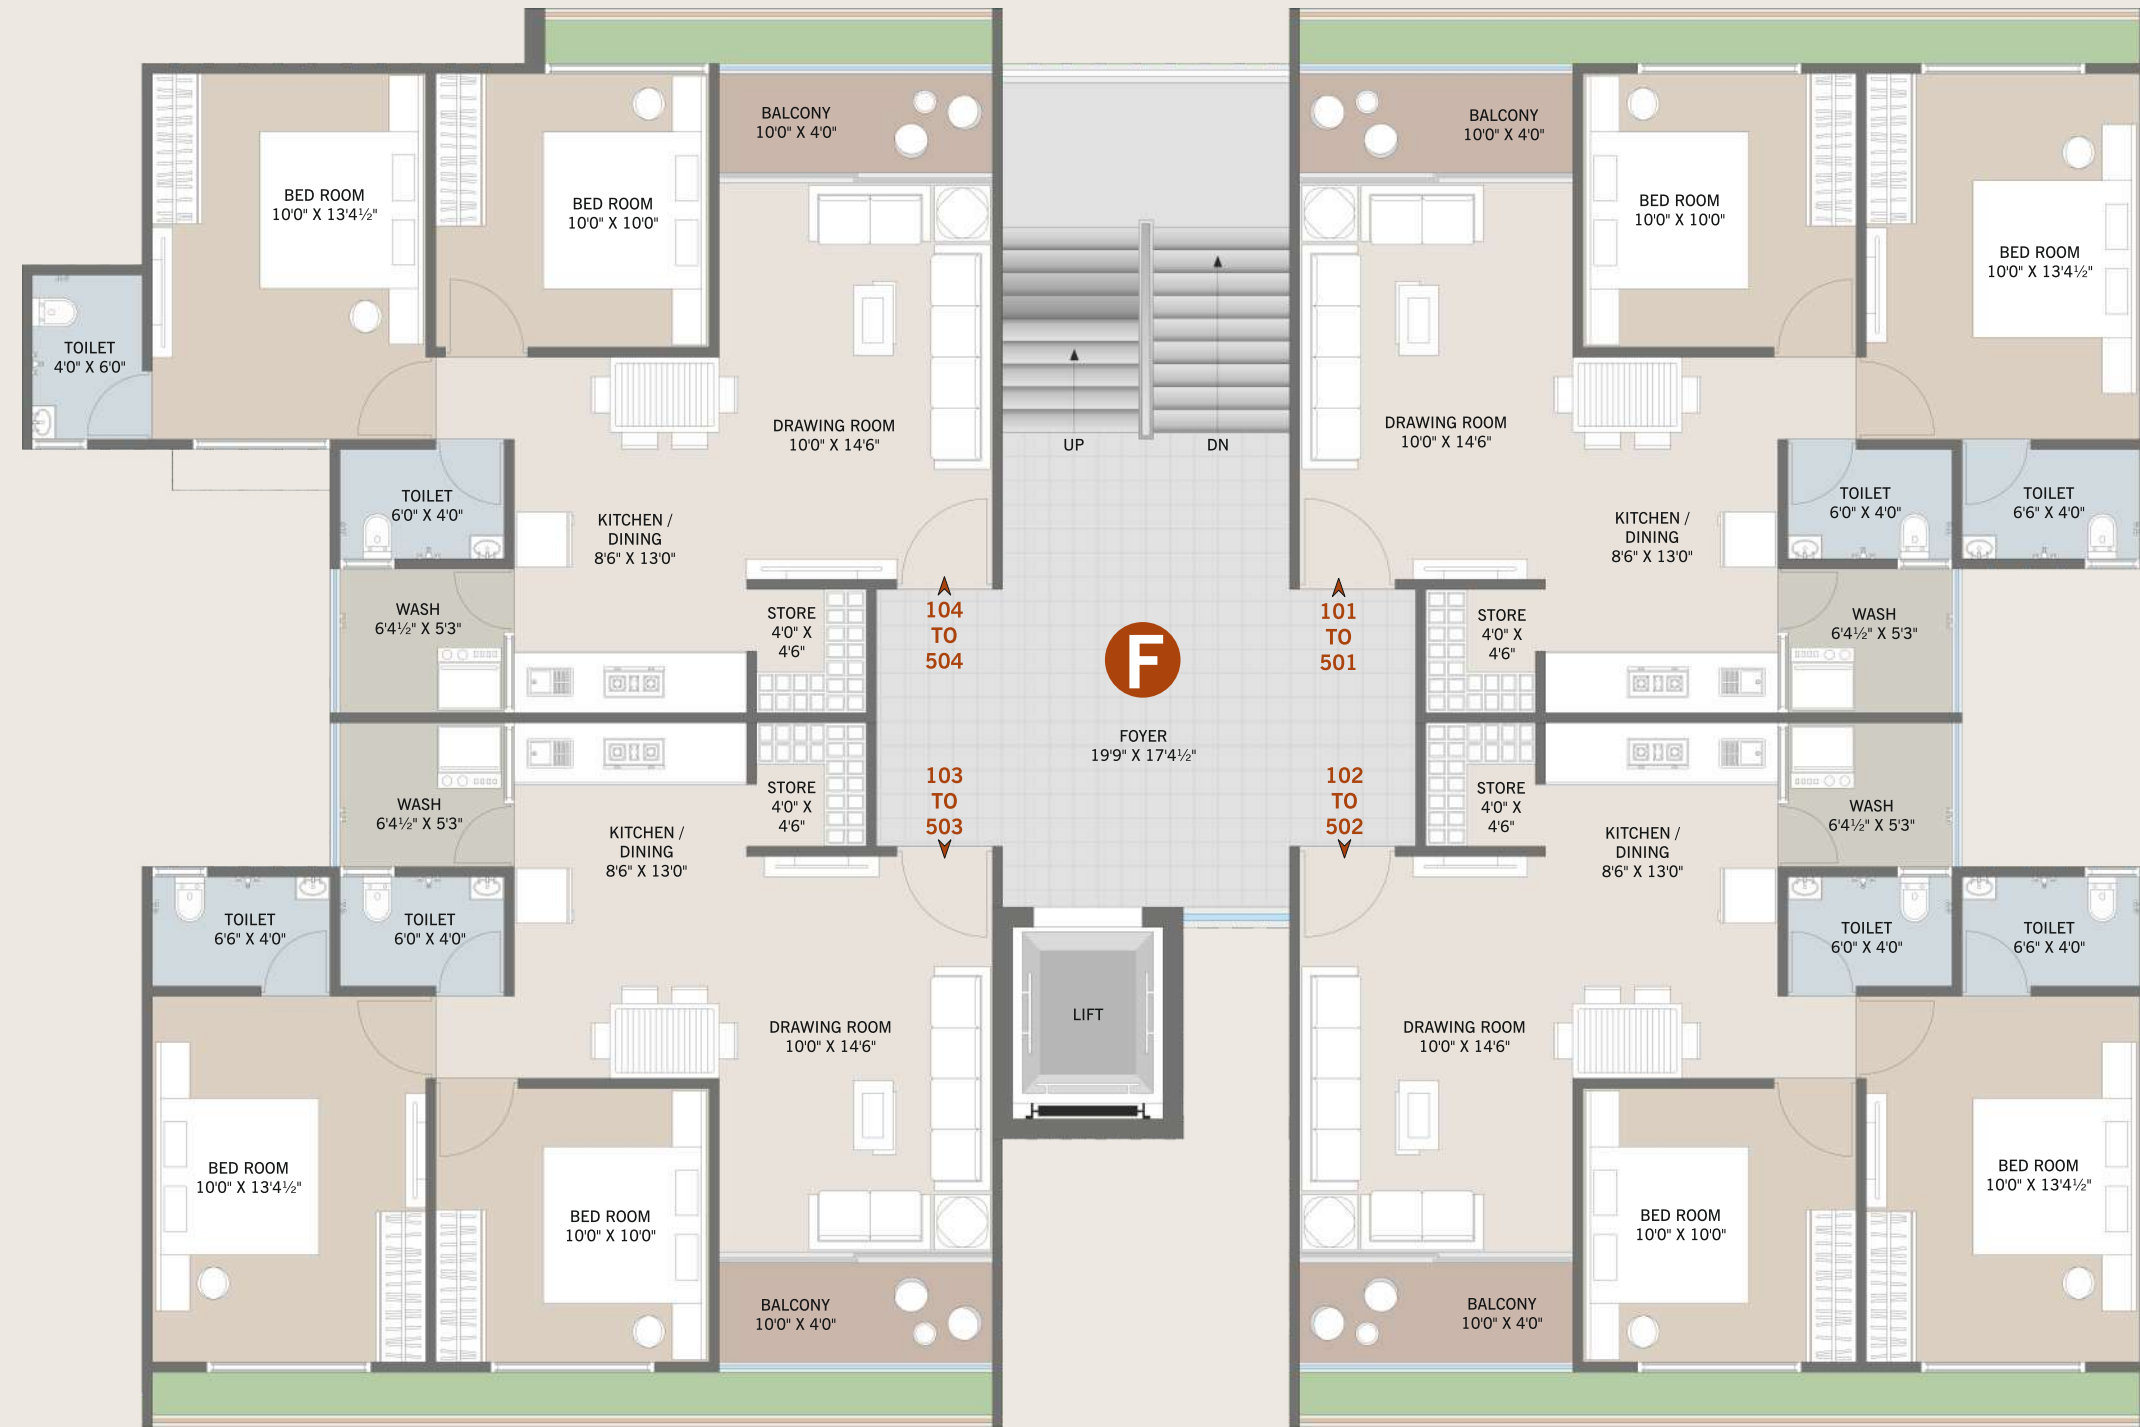 BALCONY
10'0" X 4'0"
BALCONY
10'0" X 4'0"
BED ROOM
10'0" X 13'4½"
BED ROOM
10'0" X 10'0"
BED ROOM
10'0" X 10'0"
BED ROOM
10'0" X 13'4½"
TOILET
4'0" X 6'0"
DRAWING ROOM
10'0" X 14'6"
UP
DN
DRAWING ROOM
10'0" X 14'6"
TOILET
6'0" X 4'0"
KITCHEN /
DINING
8'6" X 13'0"
KITCHEN /
DINING
8'6" X 13'0"
TOILET
6'0" X 4'0"
TOILET
6'6" X 4'0"
WASH
6'4½" X 5'3"
STORE
4'0" X
4'6"
104
TO
504
F
101
TO
501
STORE
4'0" X
4'6"
WASH
6'4½" X 5'3"
FOYER
19'9" X 17'4½"
WASH
6'4½" X 5'3"
KITCHEN /
DINING
8'6" X 13'0"
STORE
4'0" X
4'6"
103
TO
503
102
TO
502
STORE
4'0" X
4'6"
KITCHEN /
DINING
8'6" X 13'0"
WASH
6'4½" X 5'3"
TOILET
6'6" X 4'0"
TOILET
6'0" X 4'0"
TOILET
6'0" X 4'0"
TOILET
6'6" X 4'0"
DRAWING ROOM
10'0" X 14'6"
LIFT
DRAWING ROOM
10'0" X 14'6"
BED ROOM
10'0" X 13'4½"
BED ROOM
10'0" X 10'0"
BED ROOM
10'0" X 10'0"
BED ROOM
10'0" X 13'4½"
BALCONY
10'0" X 4'0"
BALCONY
10'0" X 4'0"